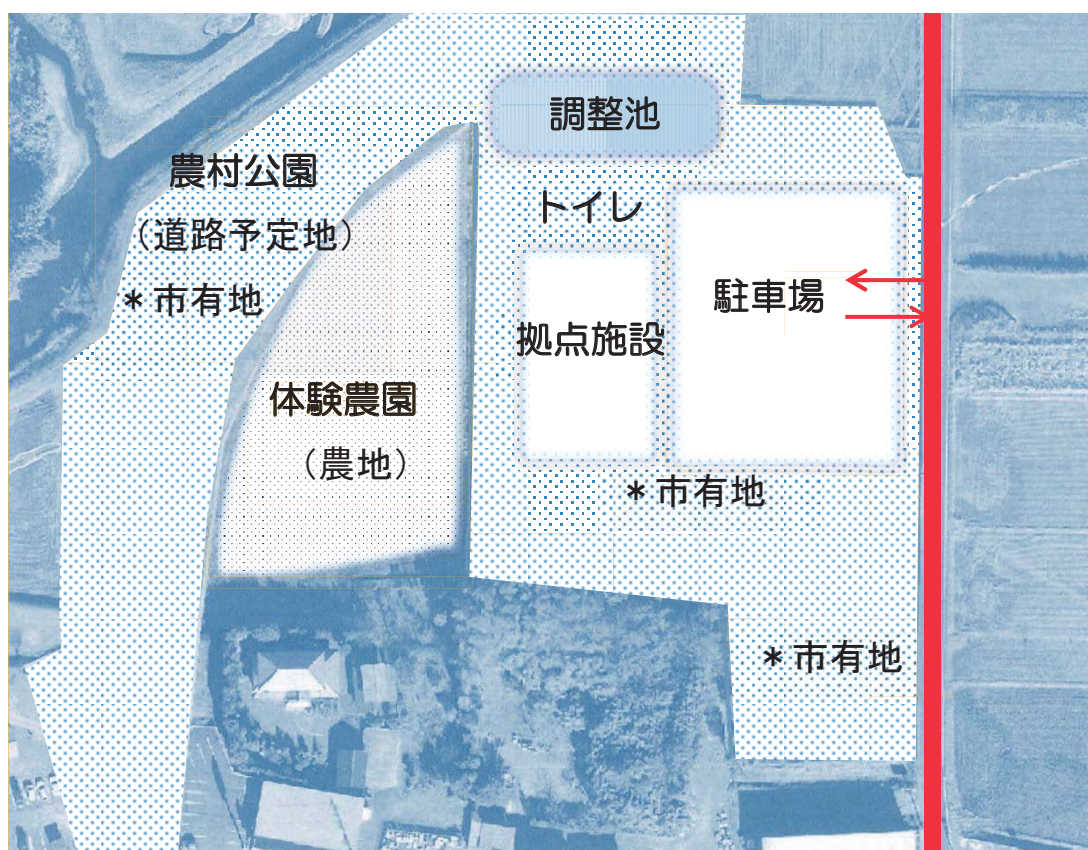 調整池
農村公園
（道路予定地）
＊市有地
トイレ
駐車場
拠点施設
体験農園
（農地）
＊市有地
＊市有地